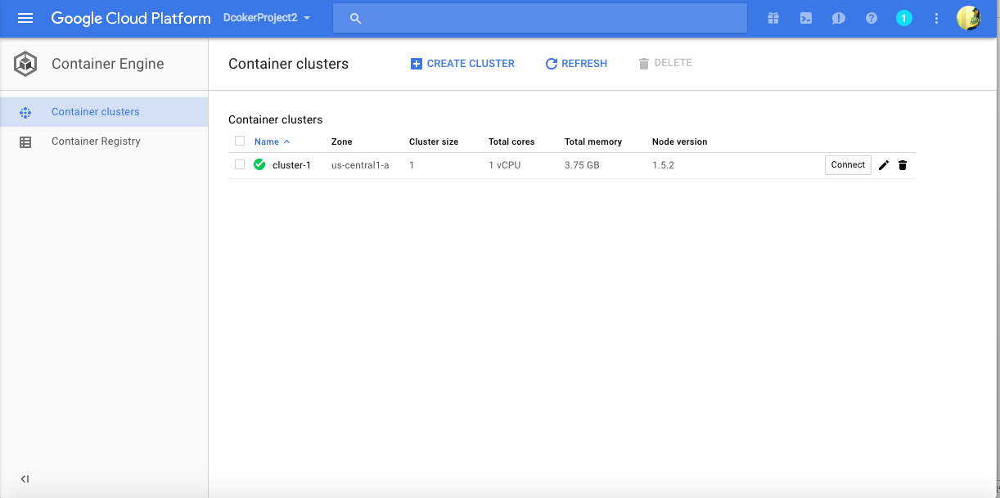 Google Cloud Platform DcokerProject2 1
Container Engine
Container clusters CREATE CLUSTER REFRESH DELETE
Container clusters
Container Registry
Container clusters
Name Zone Cluster size Total cores Total memory Node version
cluster-1 us-central1-a 1 1 vCPU 3.75 GB 1.5.2 Connect